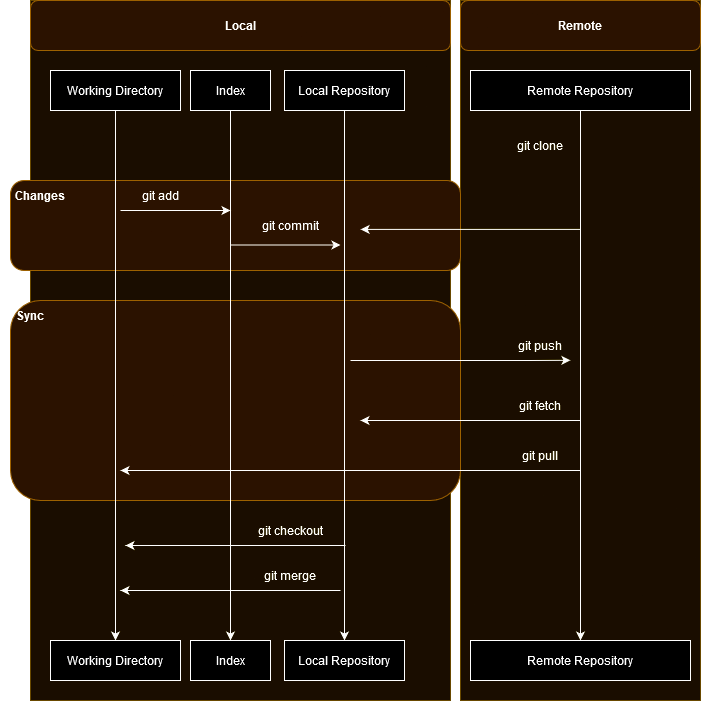 Local
Remote
Working Directory
Index
Local Repository
Remote Repository
git clone
Changes
git add
git commit
Sync
git push
git fetch
git pull
git checkout
git merge
Working Directory
Index
Local Repository
Remote Repository